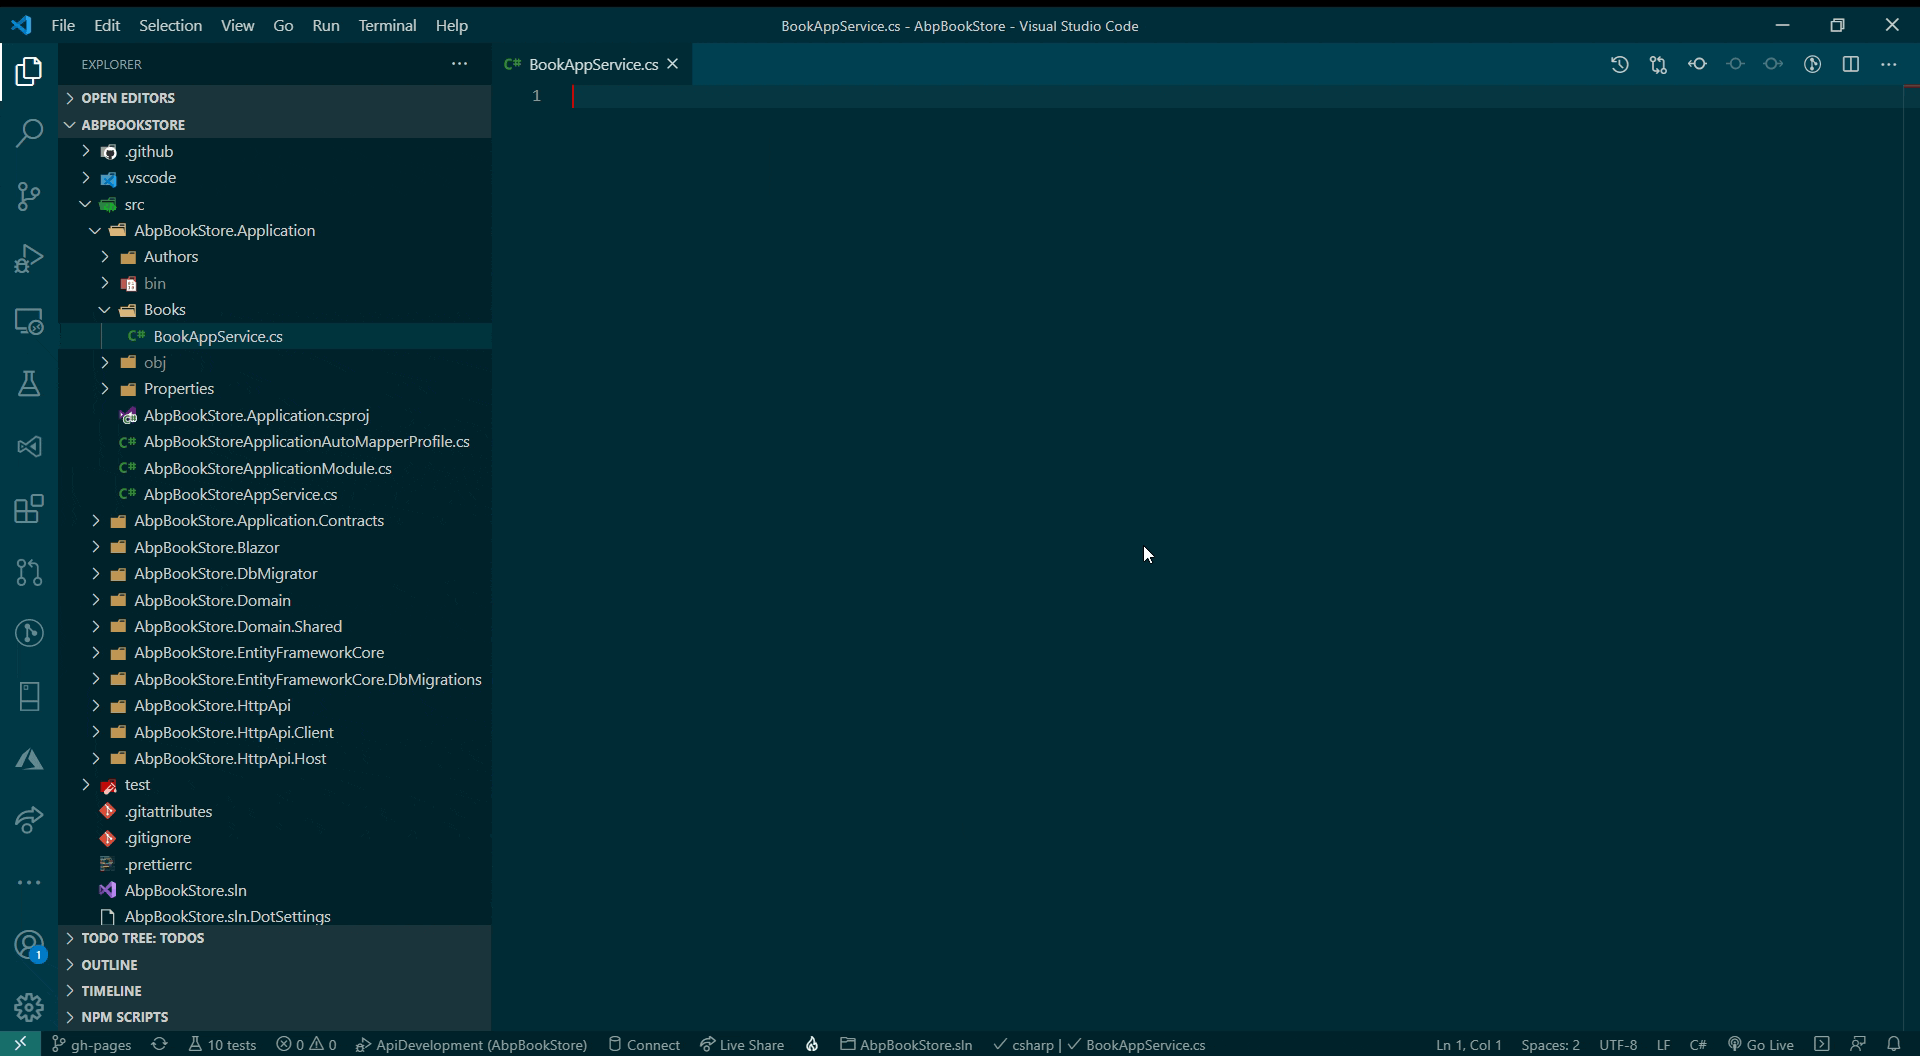 File Edit Selection View Go Run Terminal Help
BookAppService.cs - AbpBookStore - Visual Studio Code
EXPLORER
C# BookAppService.cs
OPEN EDITORS
1
ABPBOOKSTORE
.github
.vscode
src
AbpBookStore.Application
Authors
bin
Books
C# BookAppService.cs
obj
Properties
AbpBookStore.Application.csproj
C# AbpBookStoreApplicationAutoMapperProfile.cs
C# AbpBookStoreApplicationModule.cs
C# AbpBookStoreAppService.cs
AbpBookStore.Application.Contracts
AbpBookStore.Blazor
AbpBookStore.DbMigrator
AbpBookStore.Domain
AbpBookStore.Domain.Shared
AbpBookStore.EntityFrameworkCore
AbpBookStore.EntityFrameworkCore.DbMigrations
AbpBookStore.HttpApi
AbpBookStore.HttpApi.Client
AbpBookStore.HttpApi.Host
test
.gitattributes
.gitignore
.prettierrc
AbpBookStore.sln
AbpBookStore.sln.DotSettings
TODO TREE: TODOS
1
OUTLINE
TIMELINE
NPM SCRIPTS
gh-pages 10 tests 0 0 ApiDevelopment (AbpBookStore) Connect Live Share AbpBookStore.sln csharp | BookAppService.cs Ln 1, Col 1 Spaces: 2 UTF-8 LF C# Go Live